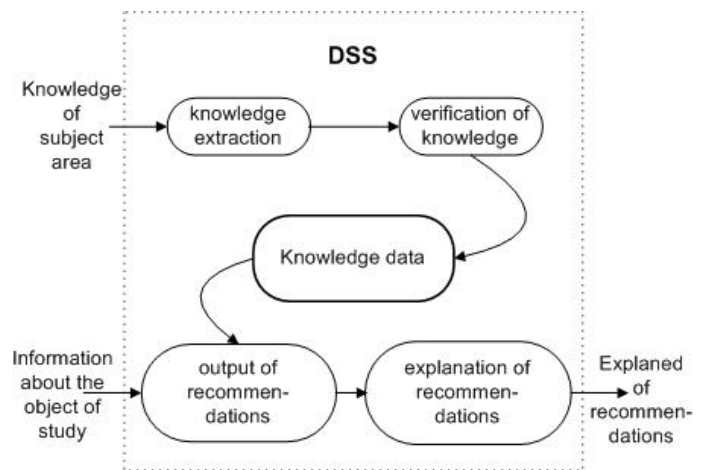 DSS
Knowledge
of
subject
area
knowledge
extraction
verification of
knowledge
Knowledge data
Information
about the
object of
study
output of
recommen-
dations
explanation of
recommen-
dations
Explaned
of
recommen-
dations